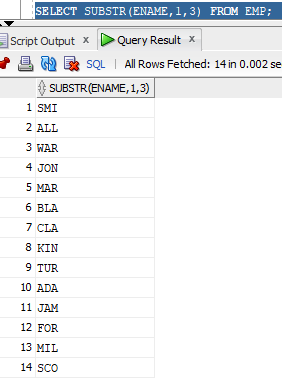 SELECT SUBSTR(ENAME,1,3) FROM EMP;
Script Output x Query Result x
SQL | All Rows Fetched: 14 in 0.002 se
SUBSTR(ENAME,1,3)
1 SMI
2 ALL
3 WAR
4 JON
5 MAR
6 BLA
7 CLA
8 KIN
9 TUR
10 ADA
11 JAM
12 FOR
13 MIL
14 SCO